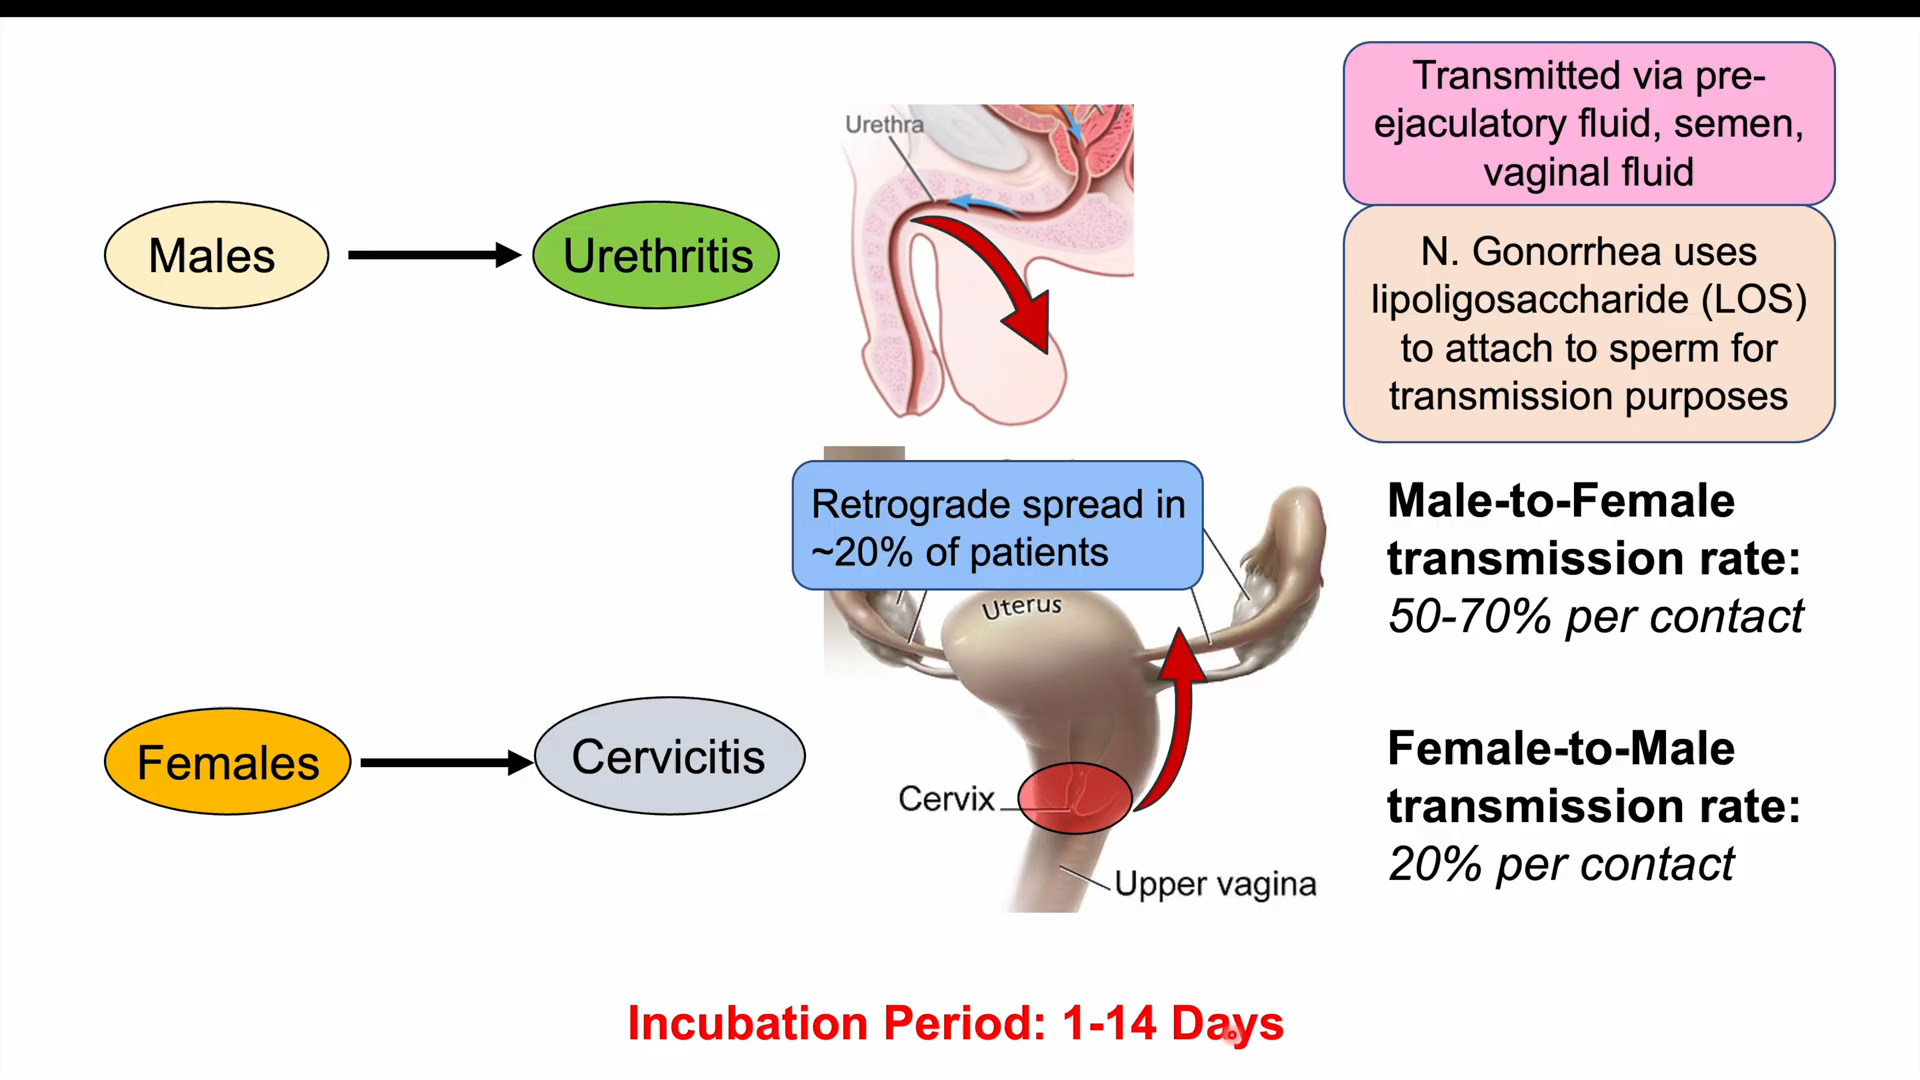 Transmitted via pre-
ejaculatory fluid, semen,
vaginal fluid
Urethra
Males
Urethritis
N. Gonorrhea uses
lipoligosaccharide (LOS)
to attach to sperm for
transmission purposes
Retrograde spread in
~20% of patients
Uterus
Male-to-Female
transmission rate:
50-70% per contact
Females
Cervicitis
Cervix
Upper vagina
Female-to-Male
transmission rate:
20% per contact
Incubation Period: 1-14 Days